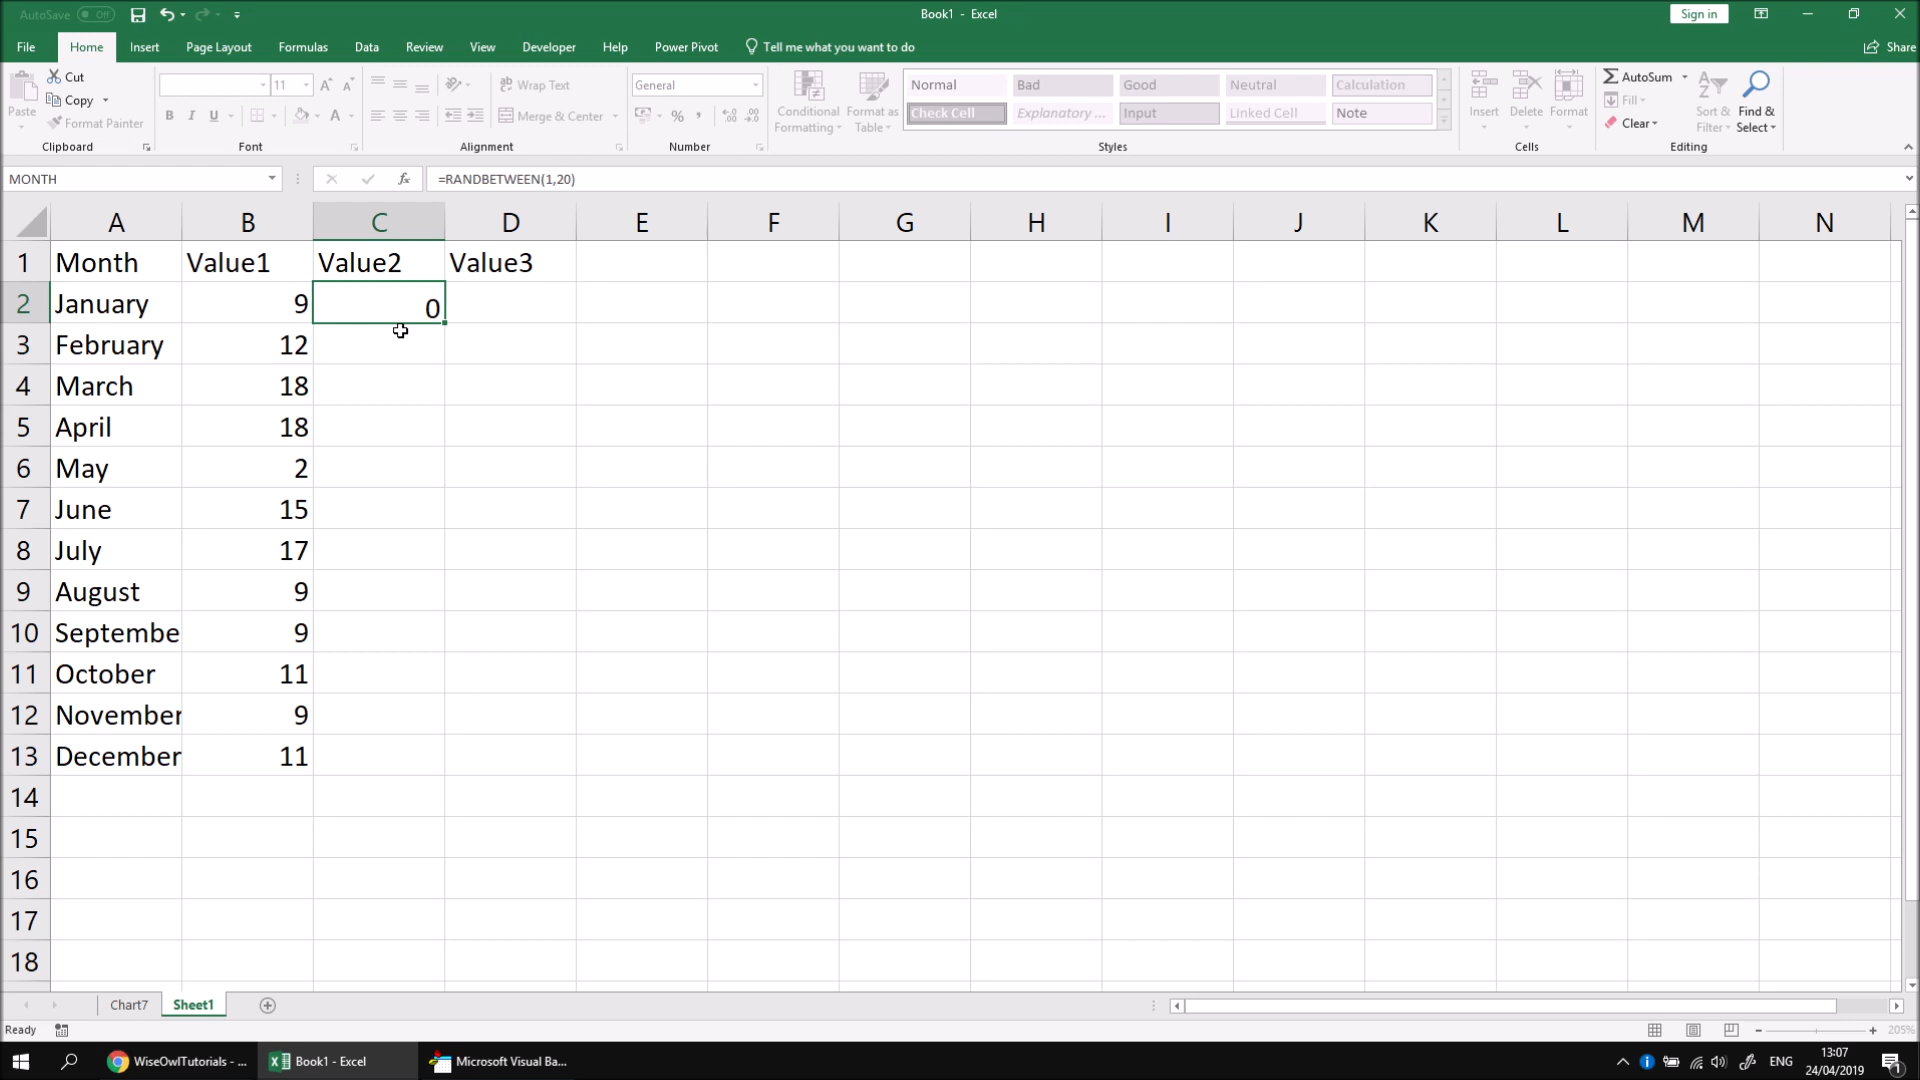 AutoSave Off
Book1 - Excel
Sign in
File Home Insert Page Layout Formulas Data Review View Developer Help Power Pivot Tell me what you want to do
Share
Paste
Cut
Copy
Format Painter
Clipboard
11
A A
B I U
A
Font
Wrap Text
Merge & Center
Alignment
General
%
Number
Conditional Formatting
Format as Table
Normal Bad Good Neutral Calculation
Check Cell Explanatory ... Input Linked Cell Note
Styles
Insert Delete Format
Cells
AutoSum
Fill
Clear
Sort & Filter
Find & Select
Editing
MONTH
fx
=RANDBETWEEN(1,20)
A B C D E F G H I J K L M N
1 Month Value1 Value2 Value3
2 January 9 0
3 February 12
4 March 18
5 April 18
6 May 2
7 June 15
8 July 17
9 August 9
10 Septembe 9
11 October 11
12 November 9
13 December 11
14
15
16
17
18
Chart7 Sheet1
Ready
205%
WiseOwlTutorials - ...
Book1 - Excel
Microsoft Visual Ba...
ENG
13:07
24/04/2019
1